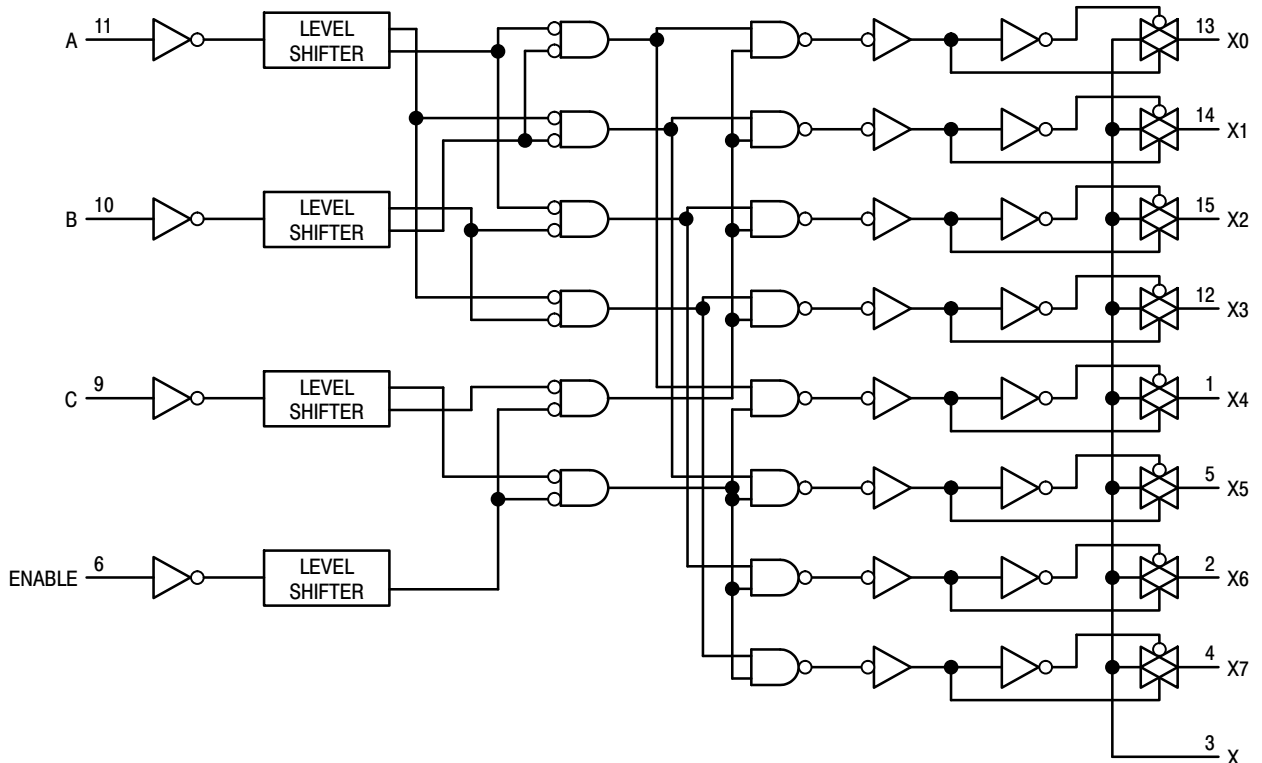 A 11 LEVEL SHIFTER 13 X0
14 X1
B 10 LEVEL SHIFTER 15 X2
12 X3
C 9 LEVEL SHIFTER 1 X4
5 X5
ENABLE 6 LEVEL SHIFTER 2 X6
4 X7
3 X